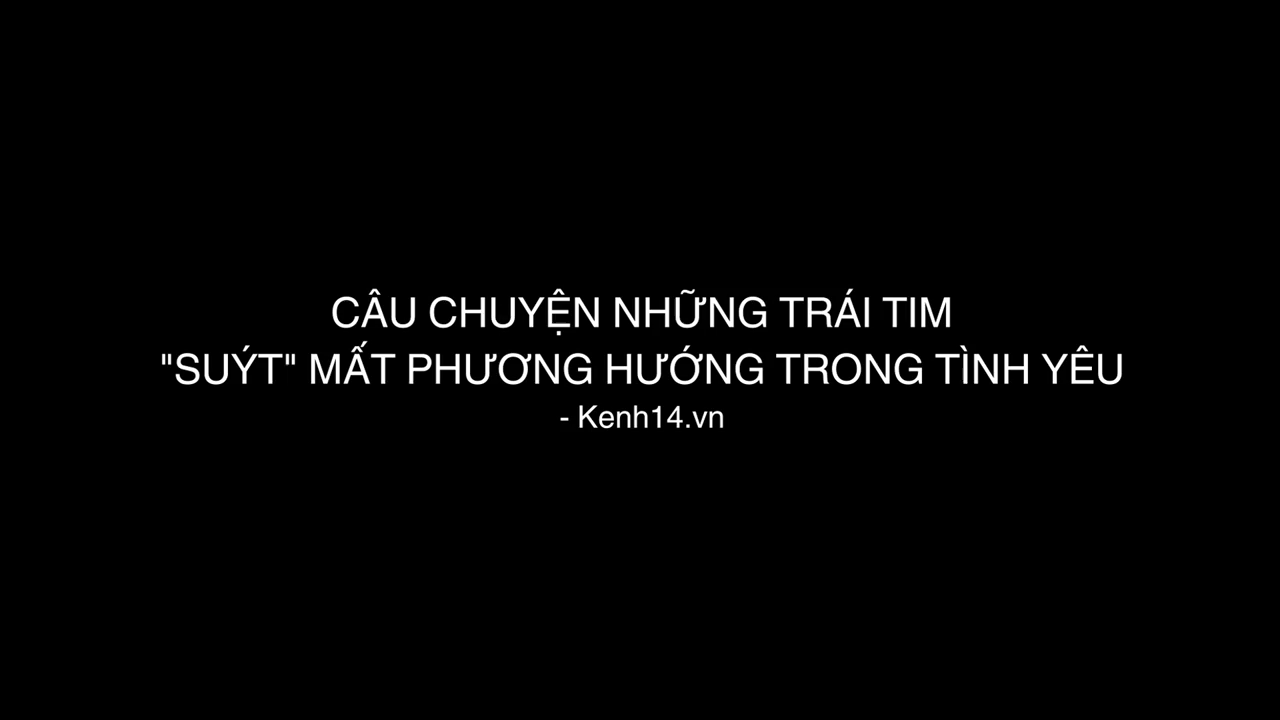 CÂU CHUYỆN NHỮNG TRÁI TIM
"SUÝT" MẤT PHƯƠNG HƯỚNG TRONG TÌNH YÊU
- Kenh14.vn